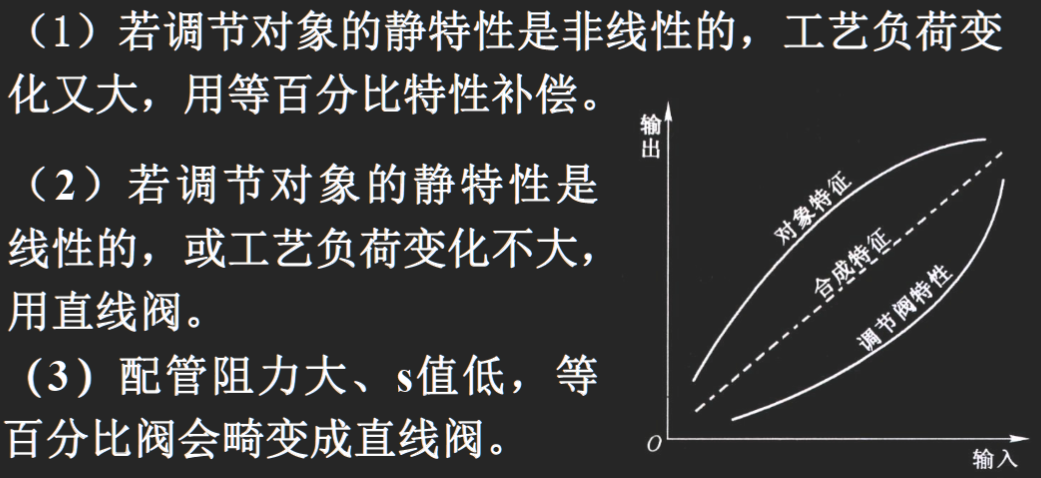 （1）若调节对象的静特性是非线性的，工艺负荷变
化又大，用等百分比特性补偿。
（2）若调节对象的静特性是
线性的，或工艺负荷变化不大，
用直线阀。
（3）配管阻力大、s值低，等
百分比阀会畸变成直线阀。
输出
对象特征
合成特征
调节阀特性
O
输入